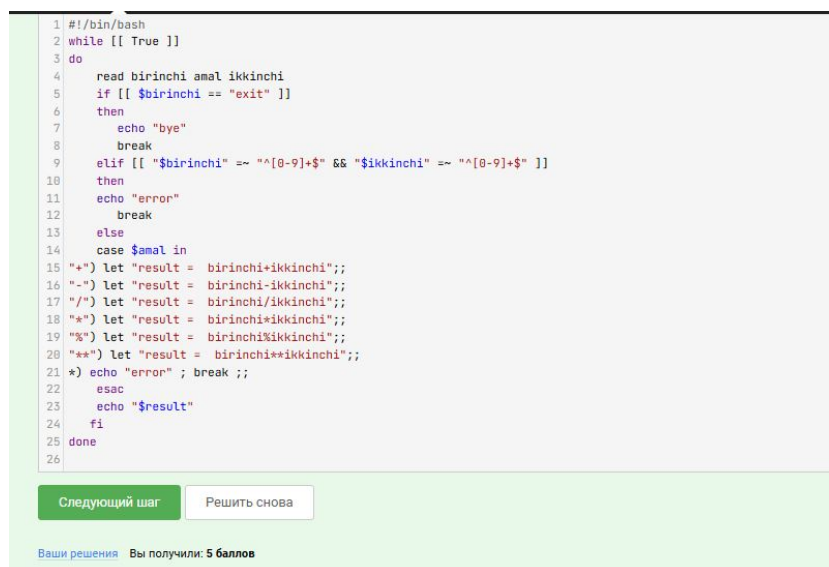 1 #!/bin/bash
2 while [[ True ]]
3 do
4     read birinchi amal ikkinchi
5     if [[ $birinchi == "exit" ]]
6     then
7        echo "bye"
8        break
9     elif [[ "$birinchi" =~ "^[0-9]+$" && "$ikkinchi" =~ "^[0-9]+$" ]]
10     then
11     echo "error"
12        break
13     else
14     case $amal in
15 "+") let "result =  birinchi+ikkinchi";;
16 "-") let "result =  birinchi-ikkinchi";;
17 "/") let "result =  birinchi/ikkinchi";;
18 "*") let "result =  birinchi*ikkinchi";;
19 "%") let "result =  birinchi%ikkinchi";;
20 "**") let "result =  birinchi**ikkinchi";;
21 *) echo "error" ; break ;;
22     esac
23     echo "$result"
24    fi
25 done
26
Следующий шаг Решить снова
Ваши решения Вы получили: 5 баллов